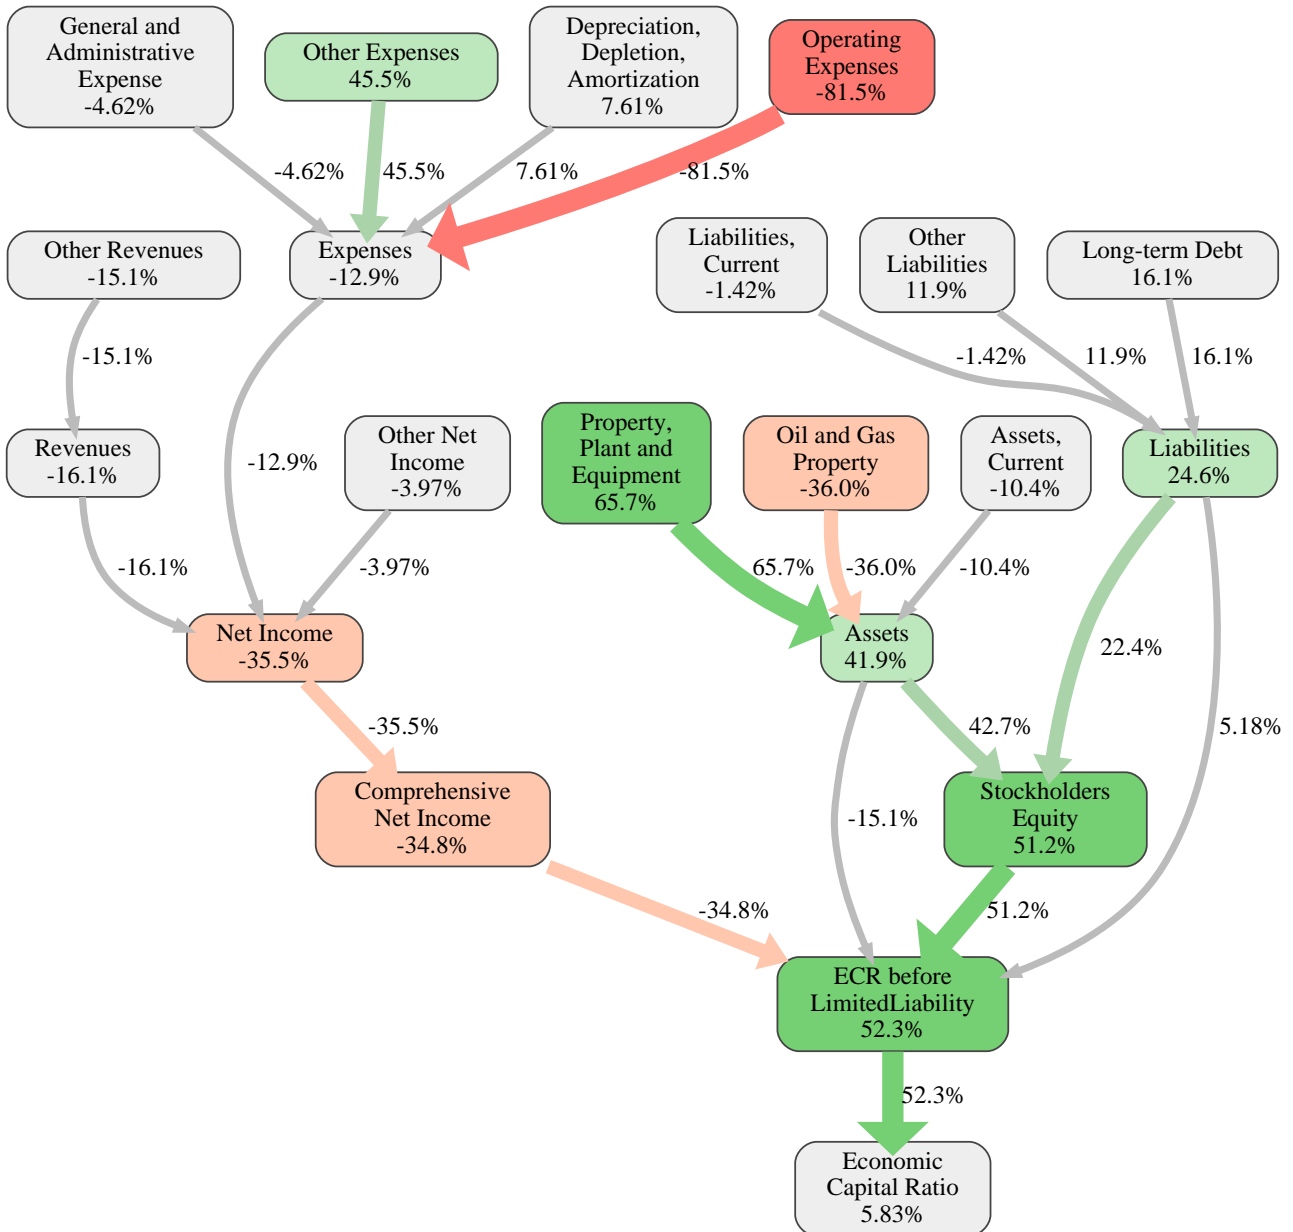 General and
Administrative
Expense
-4.62%
Other Expenses
45.5%
Depreciation,
Depletion,
Amortization
7.61%
Operating
Expenses
-81.5%
-4.62%
45.5%
7.61%
-81.5%
Other Revenues
-15.1%
Expenses
-12.9%
Liabilities,
Current
-1.42%
Other
Liabilities
11.9%
Long-term Debt
16.1%
-15.1%
-1.42%
11.9%
16.1%
Revenues
-16.1%
-12.9%
Other Net
Income
-3.97%
Property,
Plant and
Equipment
65.7%
Oil and Gas
Property
-36.0%
Assets,
Current
-10.4%
Liabilities
24.6%
-16.1%
-3.97%
65.7%
-36.0%
-10.4%
Net Income
-35.5%
Assets
41.9%
22.4%
-35.5%
42.7%
5.18%
Comprehensive
Net Income
-34.8%
-15.1%
Stockholders
Equity
51.2%
-34.8%
51.2%
ECR before
LimitedLiability
52.3%
52.3%
Economic
Capital Ratio
5.83%